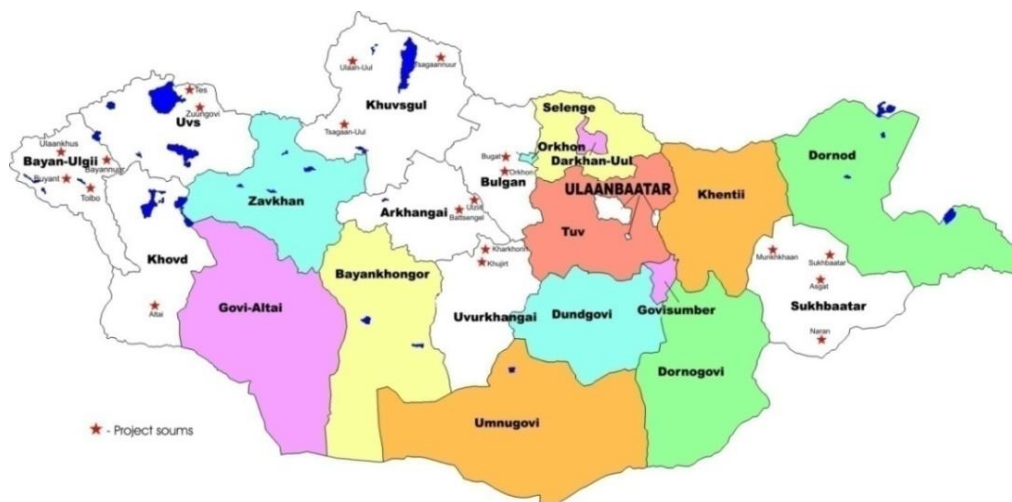 Ulaan-Uul
Tsagaannuur
Khuvsgul
Tsagaan-Uul
Tes
Zuungovi
Uvs
Ulaankhus
Bayan-Ulgii
Bayannuur
Buyant
Tolbo
Khovd
Altai
Zavkhan
Govi-Altai
Bayankhongor
Arkhangai
Battsengel
Bugat
Orkhon
Bulgan
Selenge
Orkhon
Darkhan-Uul
ULAANBAATAR
Tuv
Kharkhorin
Khujirt
Uvurkhangai
Dundgovi
Govisumber
Khentii
Dornod
Munkhkhaan
Sukhbaatar
Asgat
Sukhbaatar
Naran
Dornogovi
Umnugovi
- Project soums